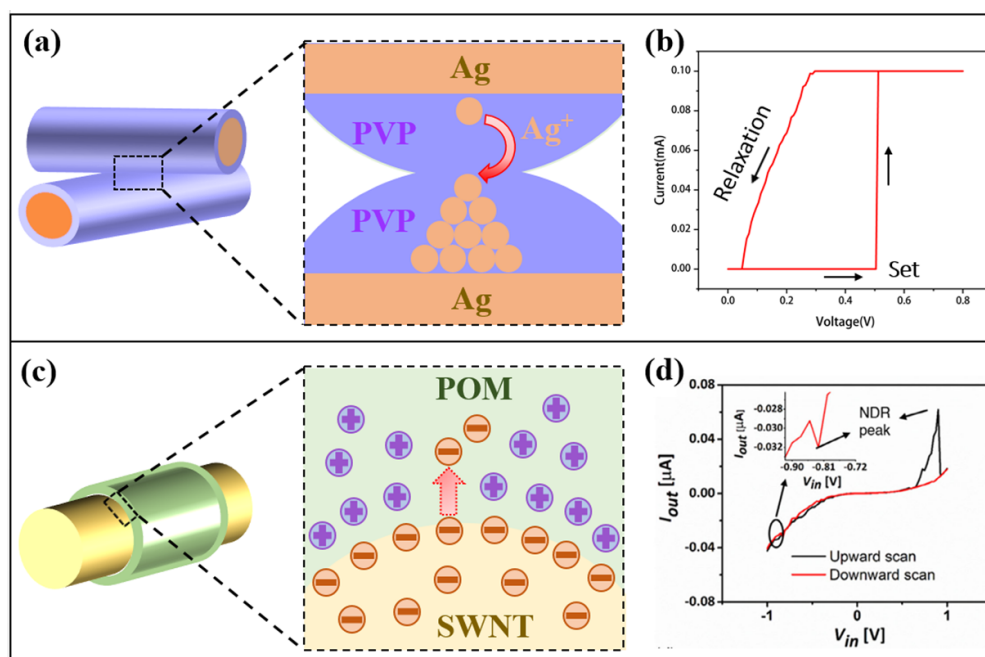 (a)
Ag
PVP
Ag+
PVP
Ag
(b)
Current(mA)
0.10
0.08
0.06
0.04
0.02
0.00
Relaxation
Set
0.0 0.2 0.4 0.6 0.8
Voltage(V)
(c)
POM
SWNT
(d)
I_out [μA]
0.08
0.04
0.00
-0.04
-0.08
I_out [μA]
-0.028
-0.030
-0.032
-0.90 -0.81 -0.72
V_in [V]
NDR
peak
Upward scan
Downward scan
-1 0 1
V_in [V]